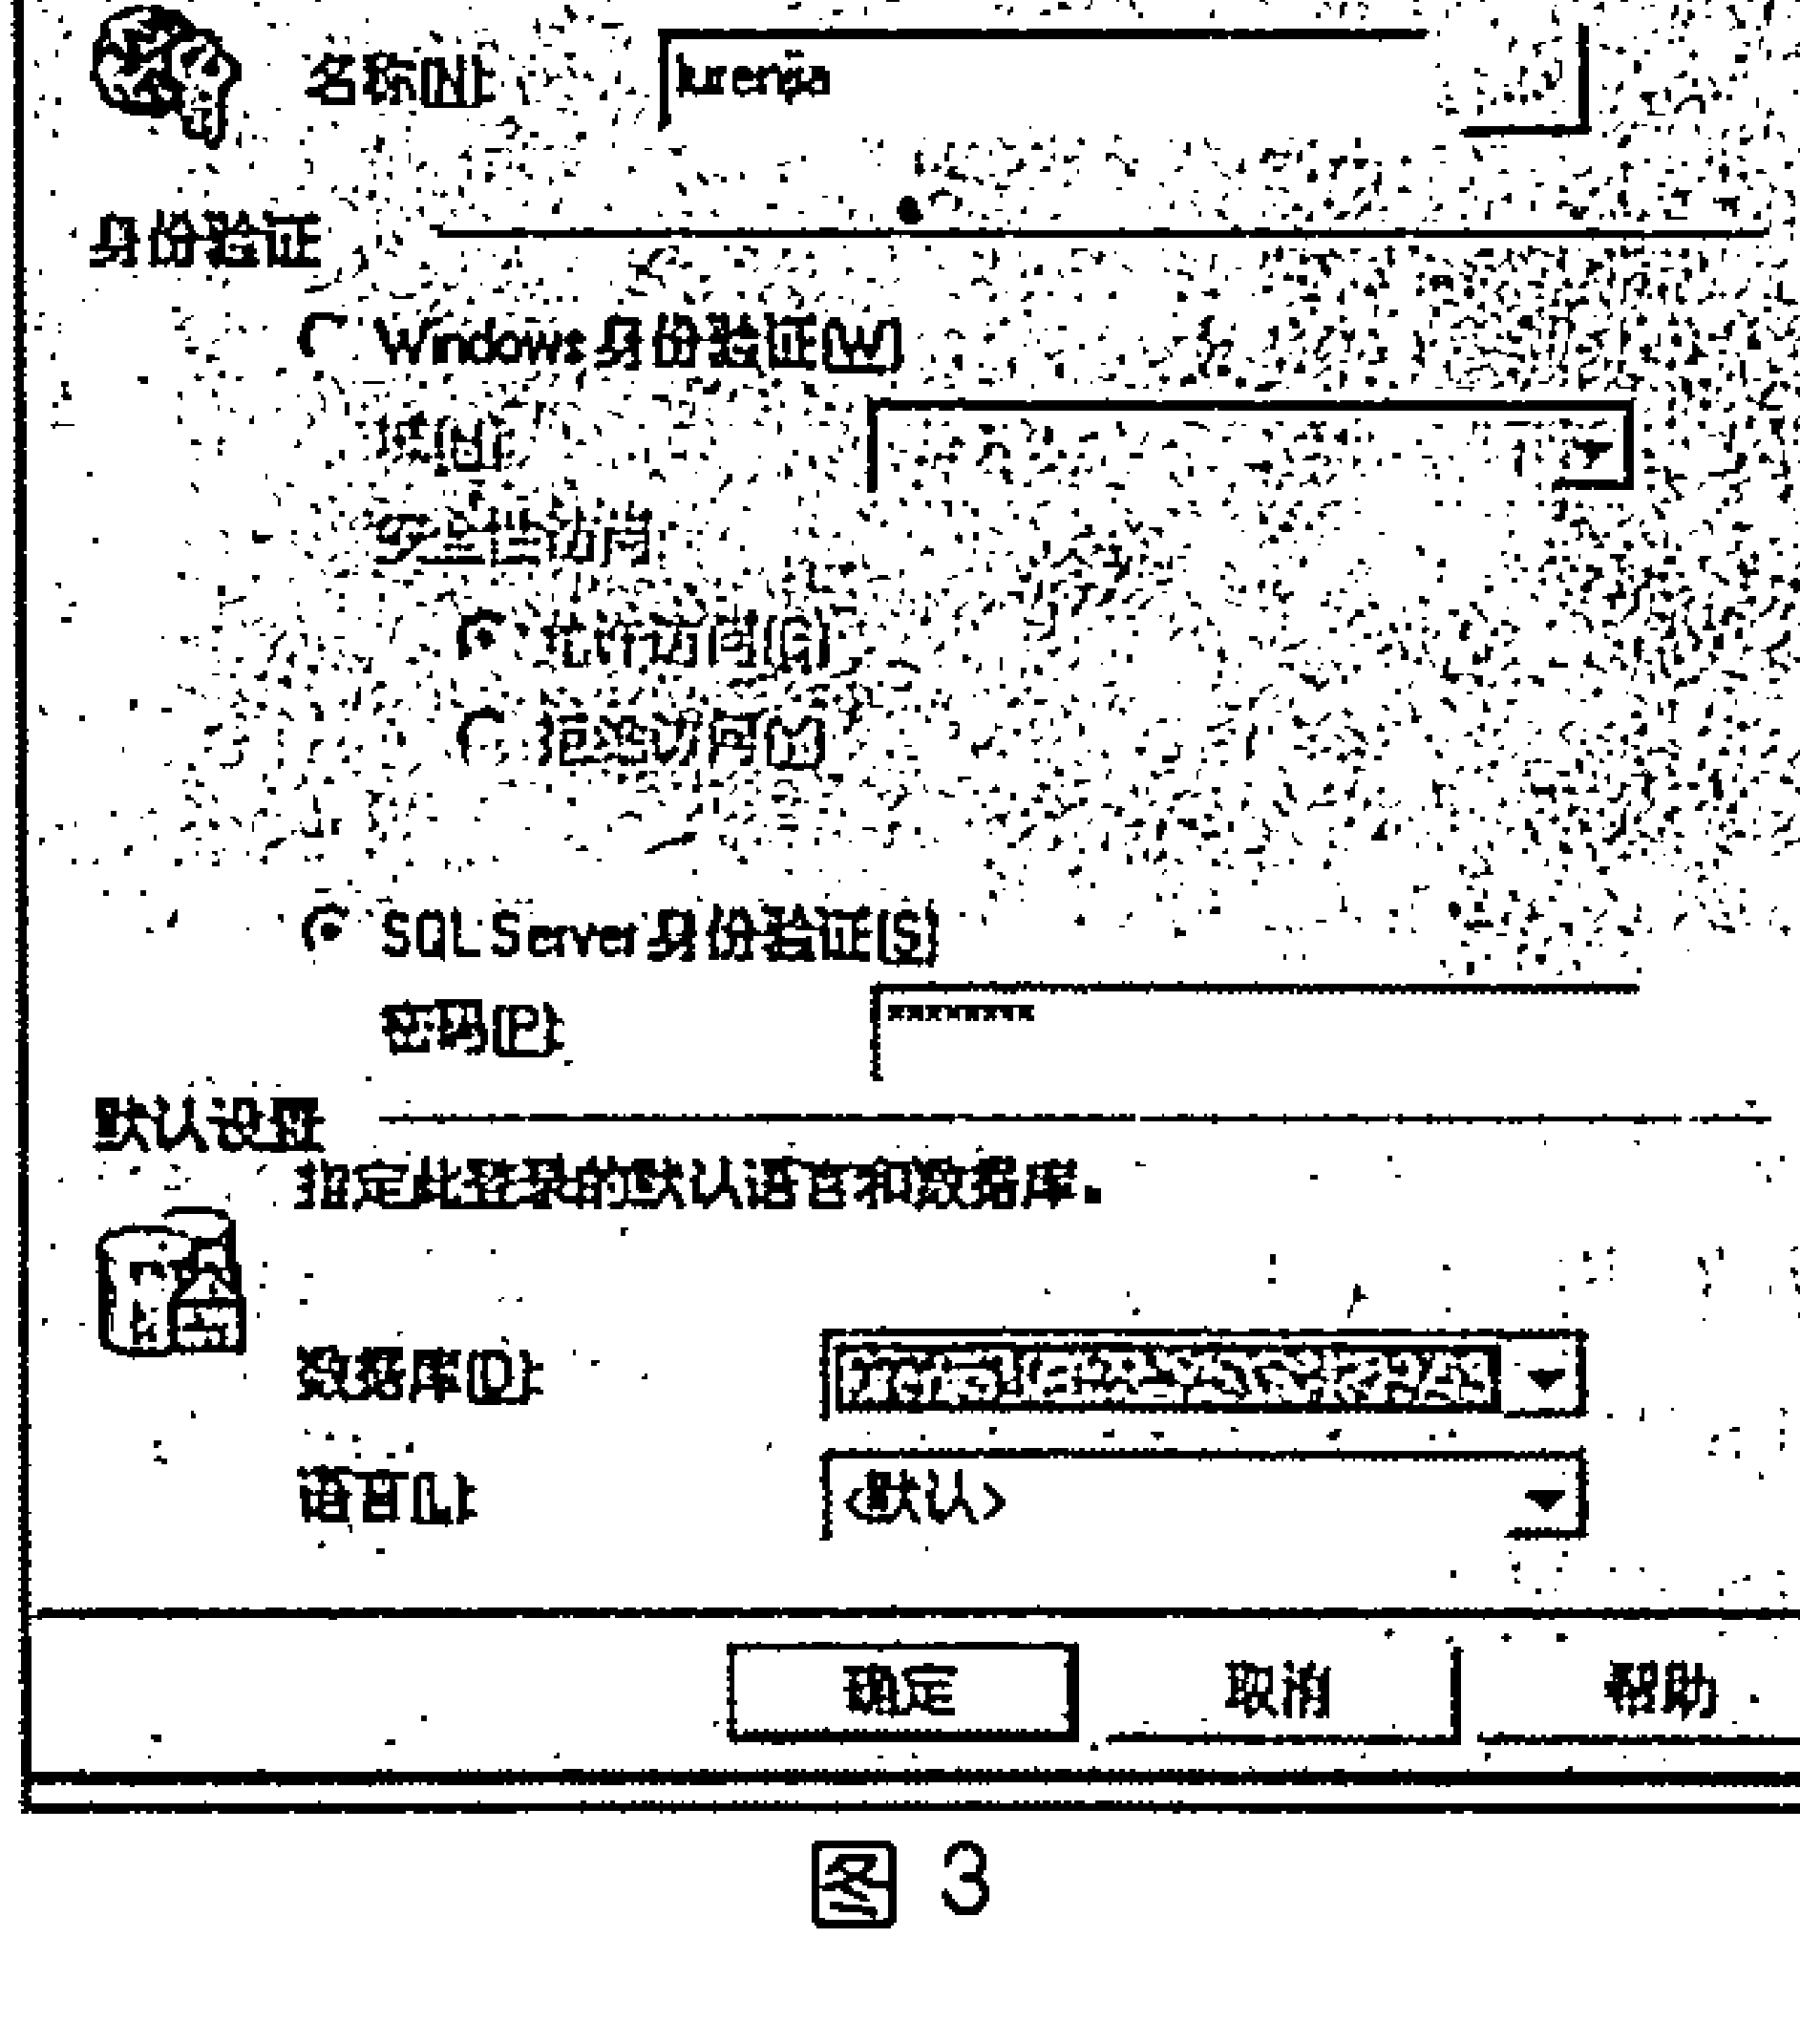 名称(N): lurenjia
身份验证
Windows 身份验证(W)
域(N):
安全性访问:
允许访问(G)
拒绝访问(Y)
SQL Server 身份验证(S)
密码(P): ********
默认设置
指定此登录的默认语言和数据库.
数据库(D):
语言(L): <默认>
确定 取消 帮助
图 3